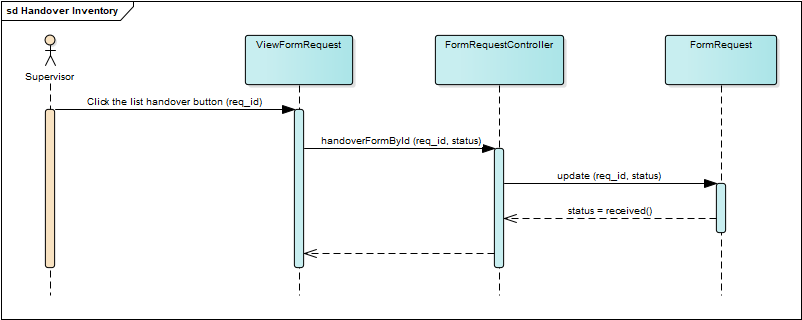 sd Handover Inventory
ViewFormRequest
FormRequestController
FormRequest
Supervisor
Click the list handover button (req_id)
handoverFormById (req_id, status)
update (req_id, status)
status = received()